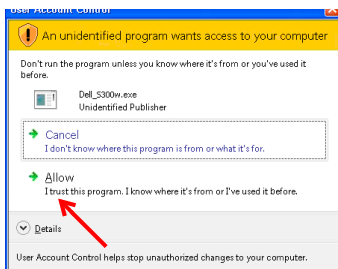 User Account Control
An unidentified program wants access to your computer
Don't run the program unless you know where it's from or you've used it
before.
Dell_S300w.exe
Unidentified Publisher
Cancel
I don't know where this program is from or what it's for.
Allow
I trust this program. I know where it's from or I've used it before.
Details
User Account Control helps stop unauthorized changes to your computer.